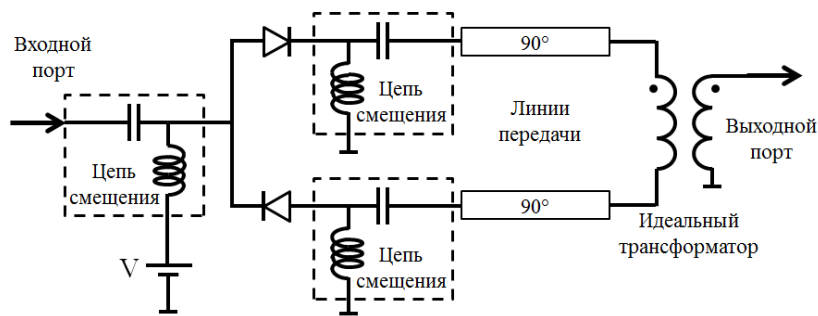 Входной
порт
Цепь
смещения
V
Цепь
смещения
90°
Линии
передачи
Цепь
смещения
90°
Выходной
порт
Идеальный
трансформатор